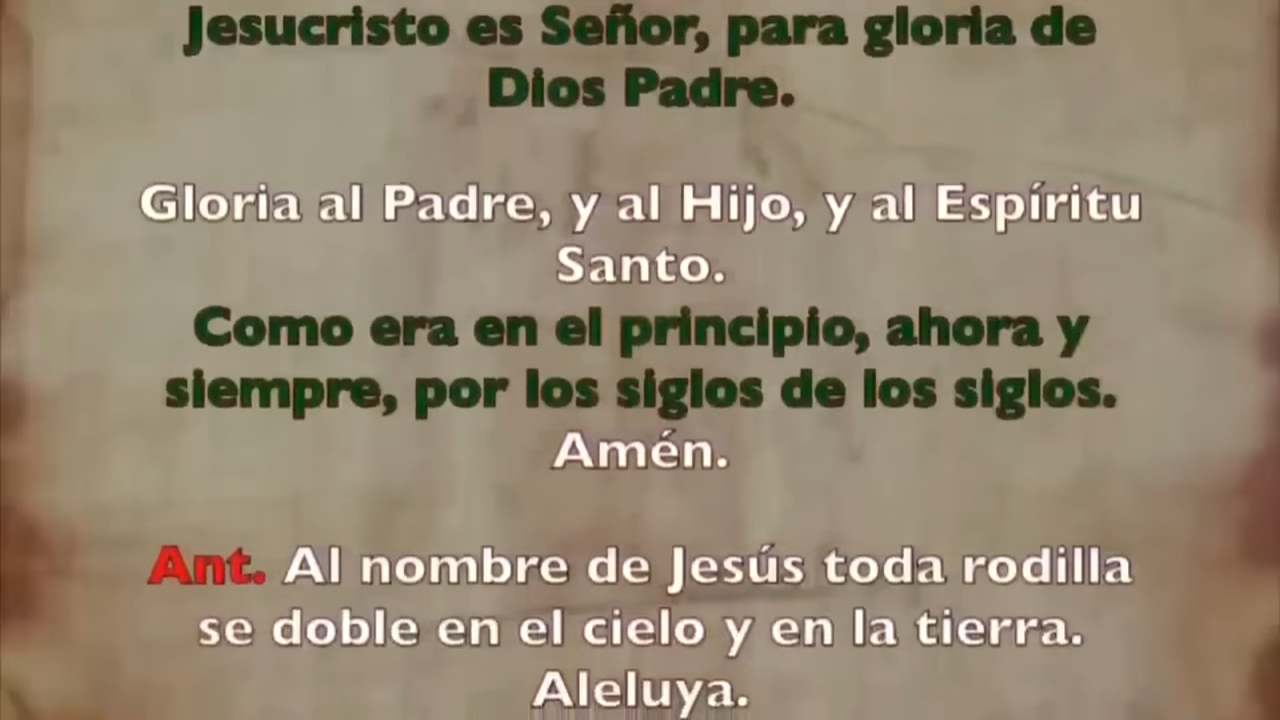 Jesucristo es Señor, para gloria de
Dios Padre.
Gloria al Padre, y al Hijo, y al Espíritu
Santo.
Como era en el principio, ahora y
siempre, por los siglos de los siglos.
Amén.
Ant. Al nombre de Jesús toda rodilla
se doble en el cielo y en la tierra.
Aleluya.